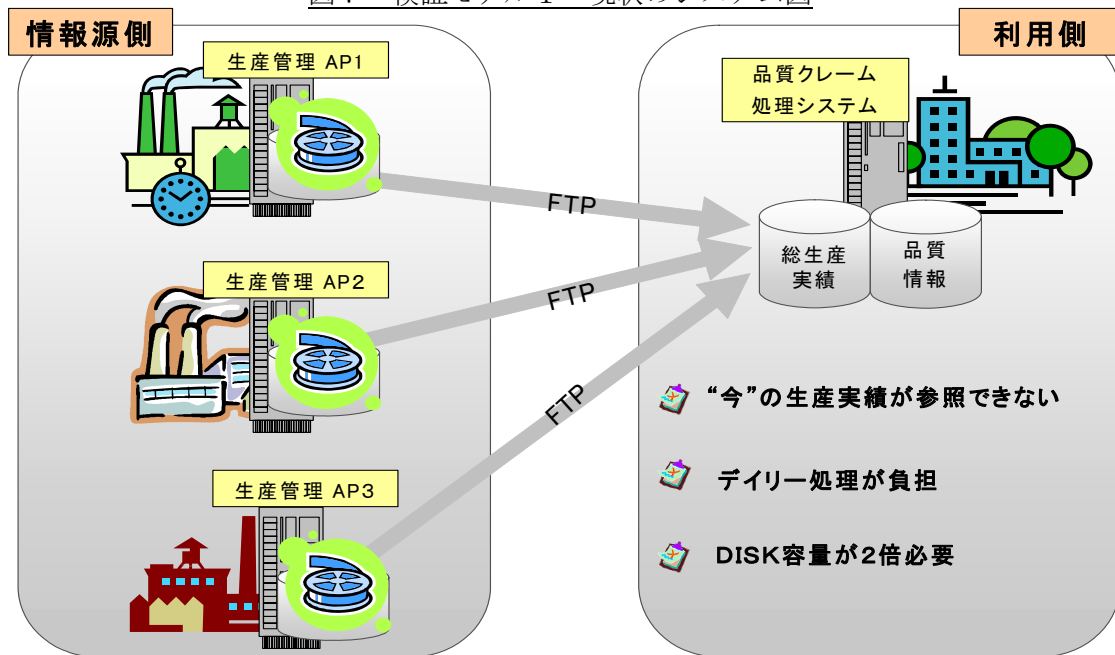 情報源側
利用側
生産管理 AP1
生産管理 AP2
生産管理 AP3
FTP
FTP
FTP
品質クレーム
処理システム
総生産
実績
品質
情報
“今”の生産実績が参照できない
デイリー処理が負担
DISK容量が2倍必要